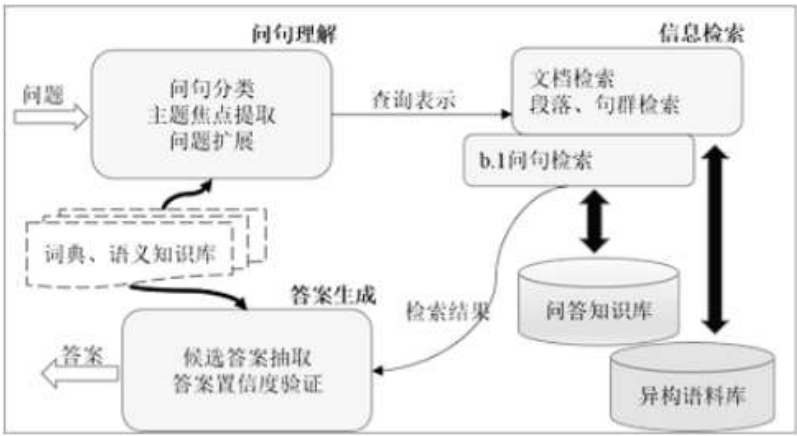 问句理解
信息检索
问题
问句分类
主题焦点提取
问题扩展
查询表示
文档检索
段落、句群检索
b.1问句检索
词典、语义知识库
答案生成
检索结果
问答知识库
答案
候选答案抽取
答案置信度验证
异构语料库